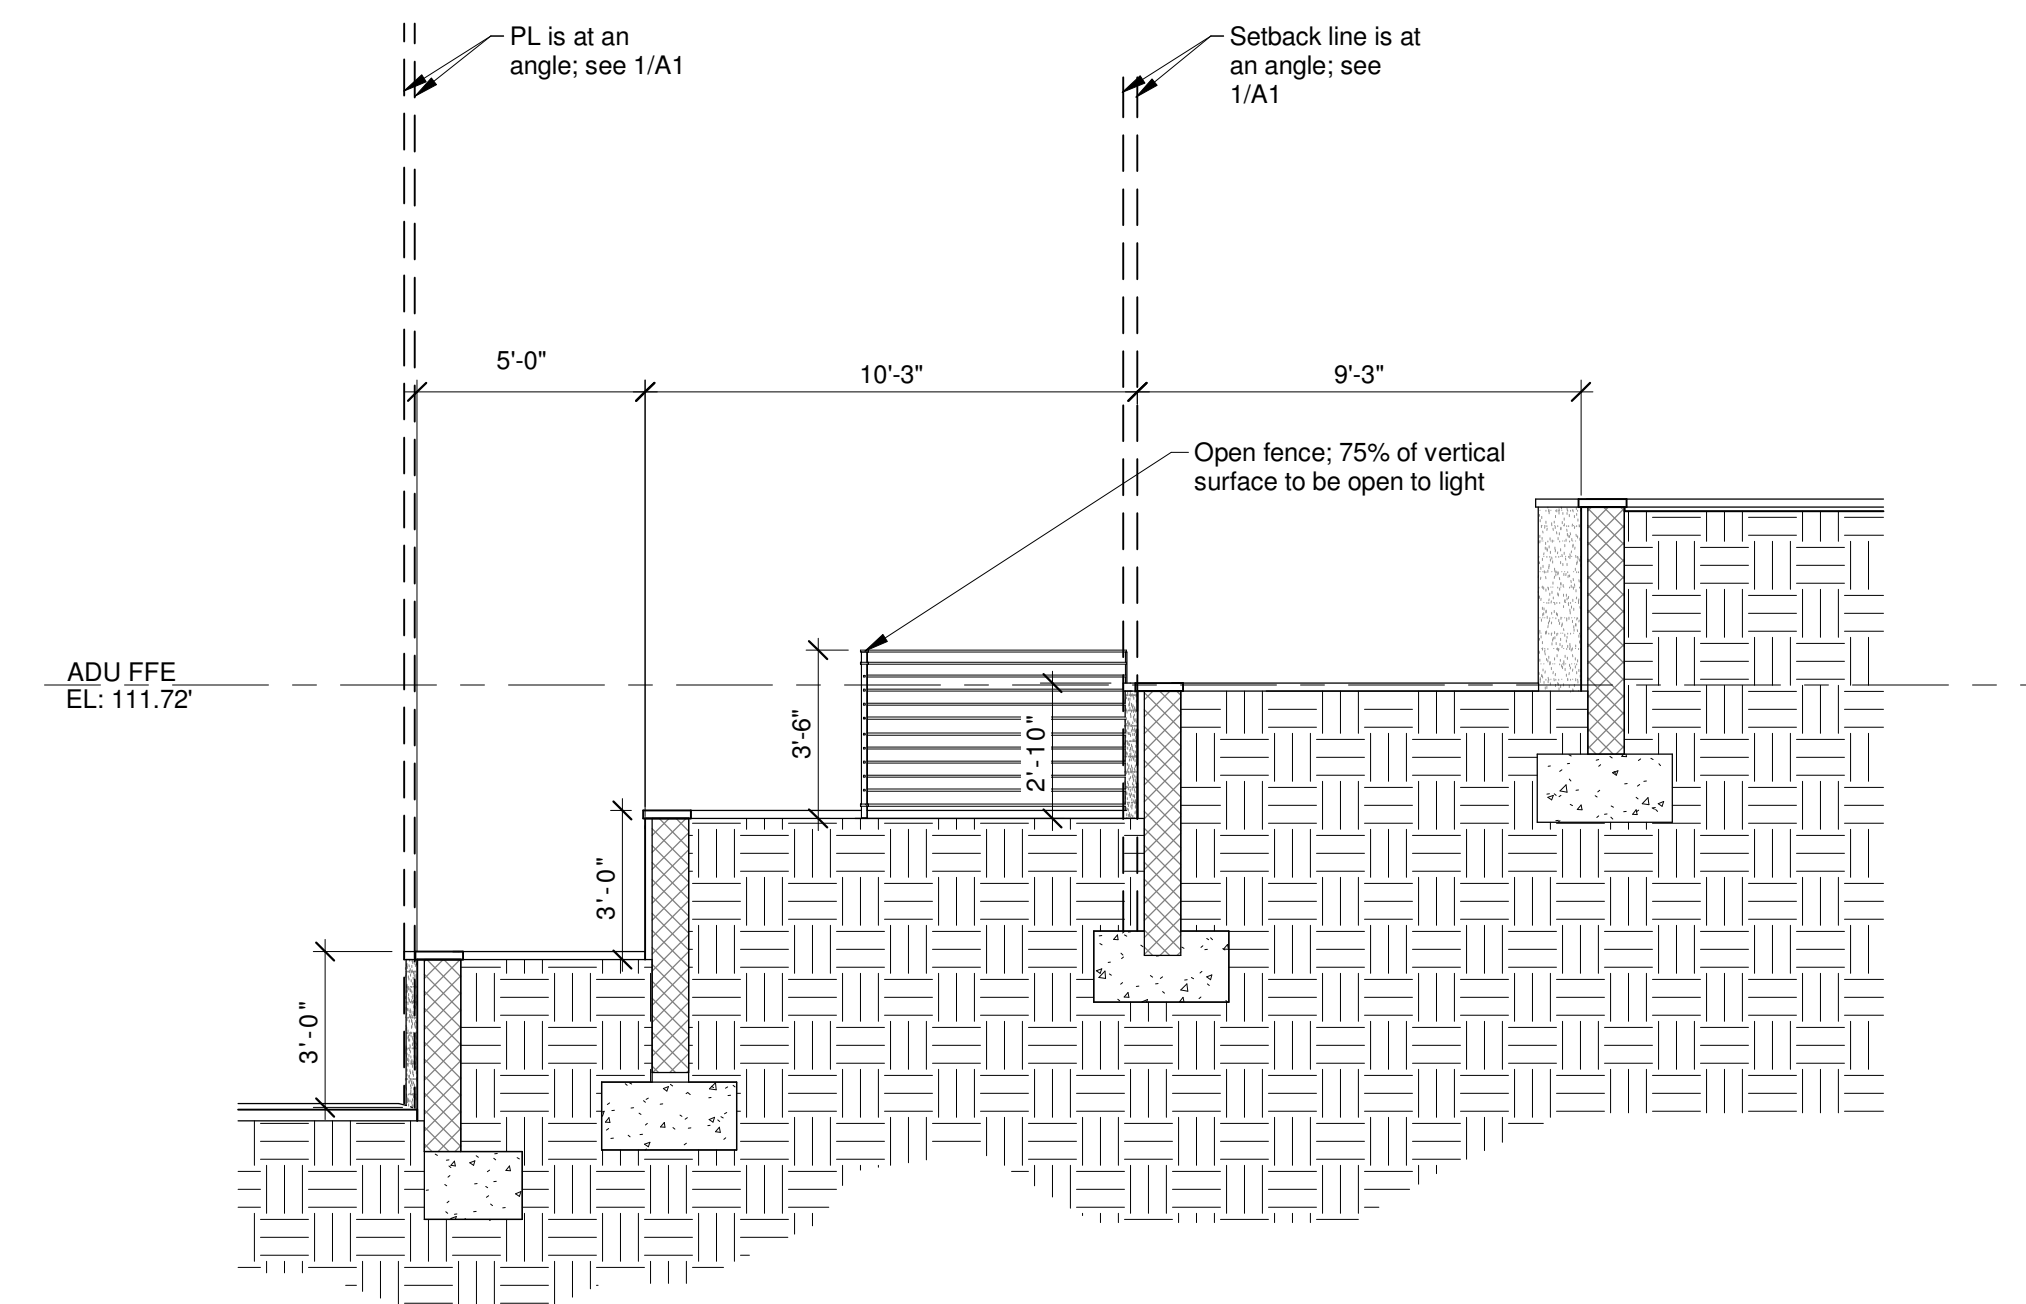 PL is at an
angle; see 1/A1
Setback line is at
an angle; see
1/A1
5'-0"
10'-3"
9'-3"
Open fence; 75% of vertical
surface to be open to light
ADU FFE
EL: 111.72'
3'-6"
2'-10"
3'-0"
3'-0"